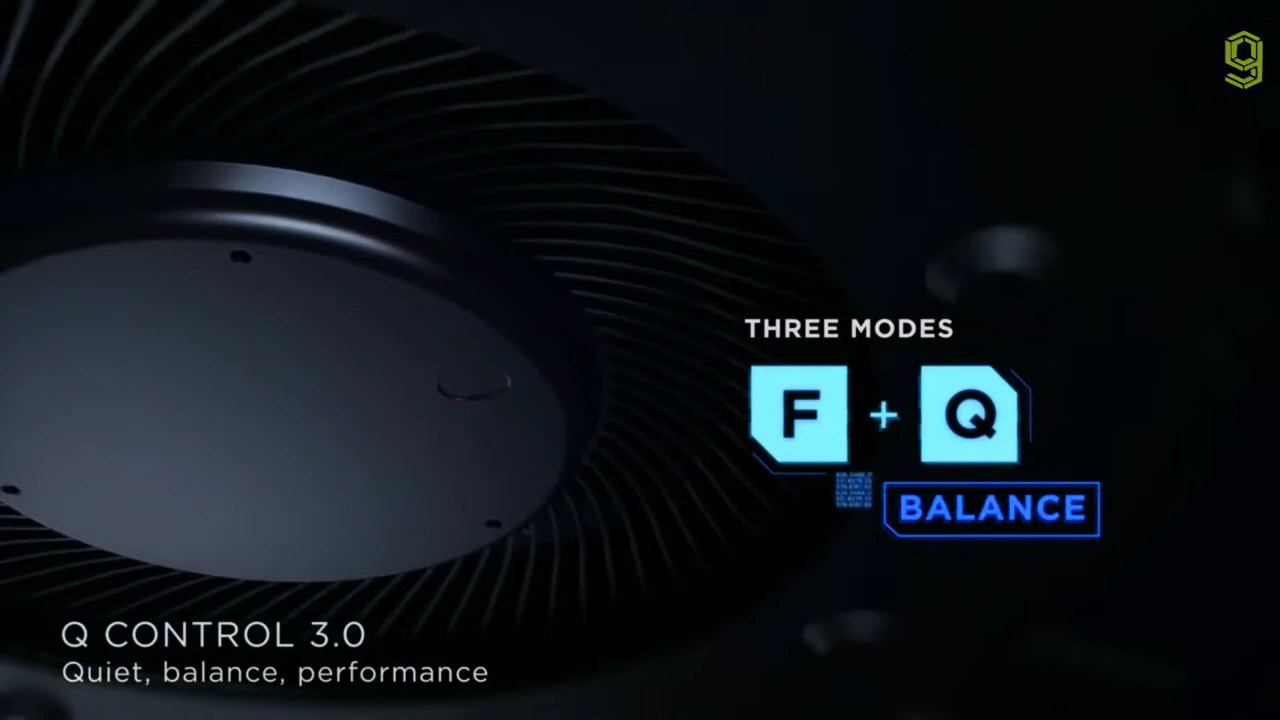 THREE MODES
F + Q
BALANCE
Q CONTROL 3.0
Quiet, balance, performance